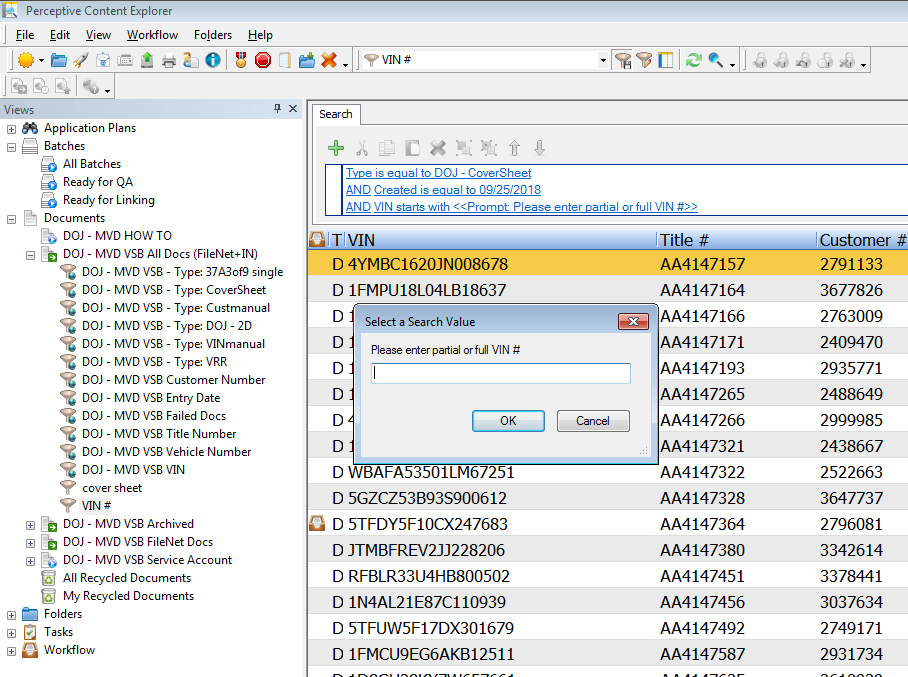 Perceptive Content Explorer
File Edit View Workflow Folders Help
VIN #
Views
Application Plans
Batches
All Batches
Ready for QA
Ready for Linking
Documents
DOJ - MVD HOW TO
DOJ - MVD VSB All Docs (FileNet+IN)
DOJ - MVD VSB - Type: 37A3of9 single
DOJ - MVD VSB - Type: CoverSheet
DOJ - MVD VSB - Type: Custmanual
DOJ - MVD VSB - Type: DOJ - 2D
DOJ - MVD VSB - Type: VINmanual
DOJ - MVD VSB - Type: VRR
DOJ - MVD VSB Customer Number
DOJ - MVD VSB Entry Date
DOJ - MVD VSB Failed Docs
DOJ - MVD VSB Title Number
DOJ - MVD VSB Vehicle Number
DOJ - MVD VSB VIN
cover sheet
VIN #
DOJ - MVD VSB Archived
DOJ - MVD VSB FileNet Docs
DOJ - MVD VSB Service Account
All Recycled Documents
My Recycled Documents
Folders
Tasks
Workflow
Search
Type is equal to DOJ - CoverSheet
AND Created is equal to 09/25/2018
AND VIN starts with <<Prompt: Please enter partial or full VIN #>>
T VIN Title # Customer #
D 4YMBC1620JN008678 AA4147157 2791133
D 1FMPU18L04LB18637 AA4147164 3677826
D 1 AA4147166 2763009
D 1 AA4147171 2409470
D 1 AA4147193 2935771
D 1 AA4147265 2488649
D 4 AA4147266 2999985
D 1 AA4147321 2438667
D WBAFA53501LM67251 AA4147322 2522663
D 5GZCZ53B93S900612 AA4147328 3647737
D 5TFDY5F10CX247683 AA4147364 2796081
D JTMBFREV2JJ228206 AA4147380 3342614
D RFBLR33U4HB800502 AA4147451 3378441
D 1N4AL21E87C110939 AA4147456 3037634
D 5TFUW5F17DX301679 AA4147492 2749171
D 1FMCU9EG6AKB12511 AA4147587 2931734
Select a Search Value
Please enter partial or full VIN #
OK Cancel